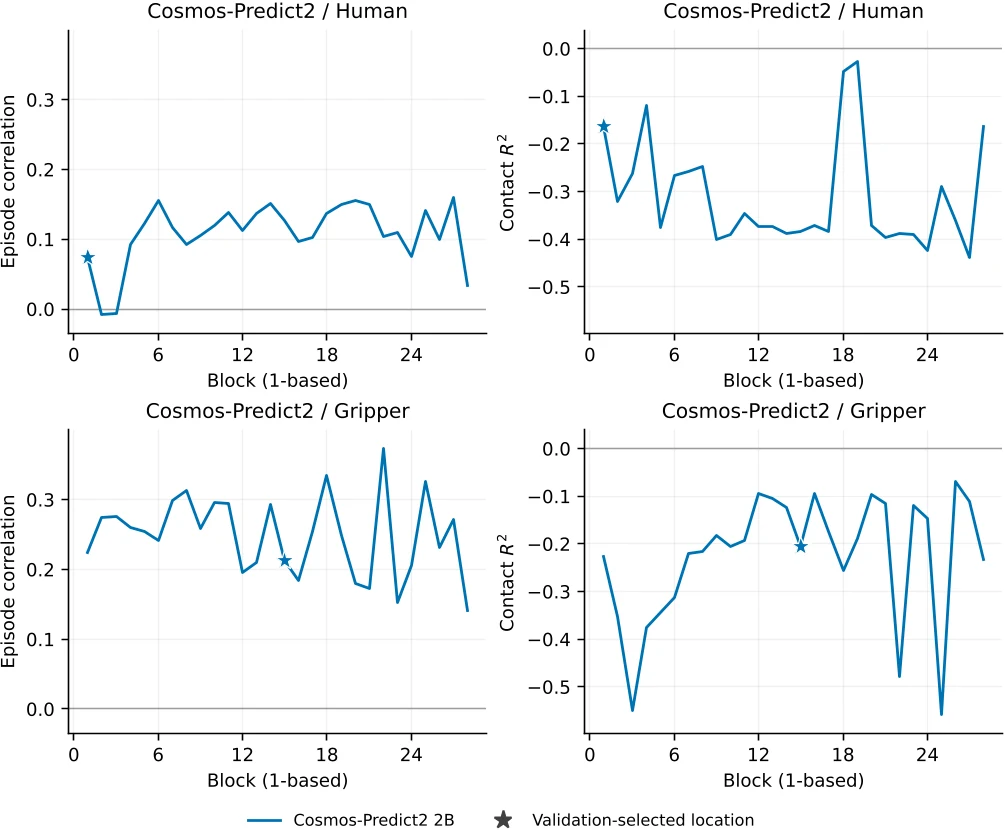 Cosmos-Predict2 / Human
Episode correlation
0.3
0.2
0.1
0.0
0 6 12 18 24
Block (1-based)
Cosmos-Predict2 / Human
Contact R²
0.0
−0.1
−0.2
−0.3
−0.4
−0.5
0 6 12 18 24
Block (1-based)
Cosmos-Predict2 / Gripper
Episode correlation
0.3
0.2
0.1
0.0
0 6 12 18 24
Block (1-based)
Cosmos-Predict2 / Gripper
Contact R²
0.0
−0.1
−0.2
−0.3
−0.4
−0.5
0 6 12 18 24
Block (1-based)
Cosmos-Predict2 2B
Validation-selected location